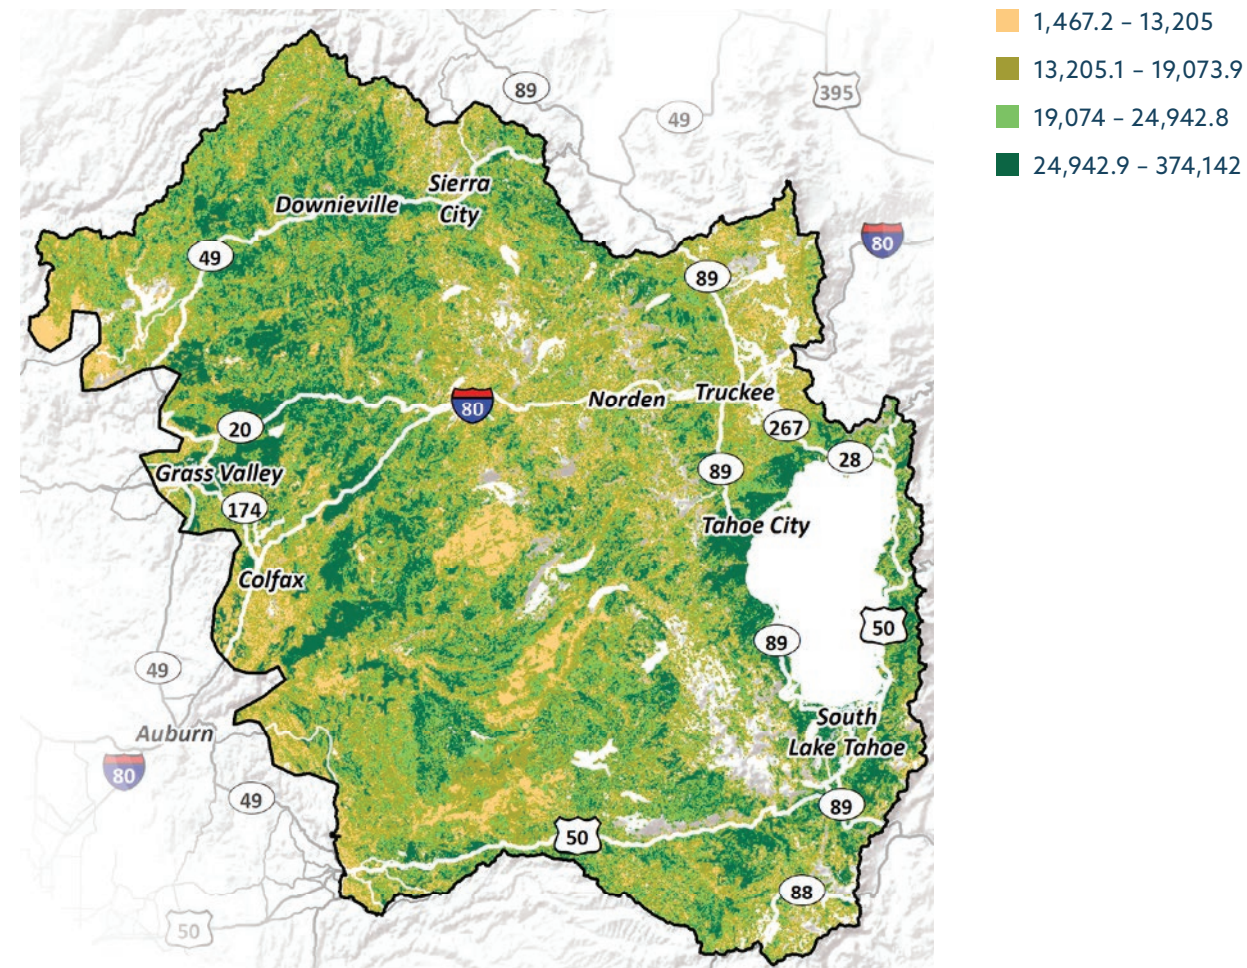 1,467.2 – 13,205
13,205.1 – 19,073.9
19,074 – 24,942.8
24,942.9 – 374,142
89
395
49
Sierra
City
Downieville
49
80
89
80
Norden
Truckee
20
267
28
Grass Valley
89
174
Tahoe City
Colfax
50
89
49
South
Lake Tahoe
Auburn
80
49
89
50
88
50